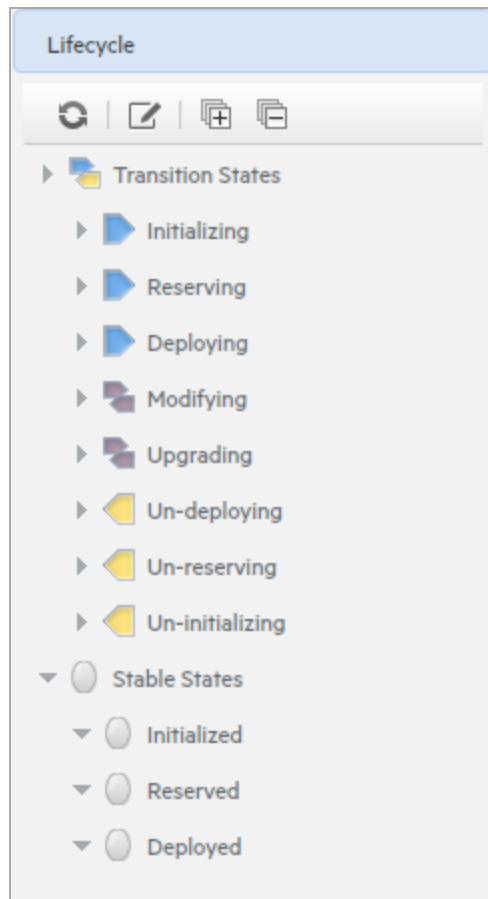 Lifecycle
Transition States
Initializing
Reserving
Deploying
Modifying
Upgrading
Un-deploying
Un-reserving
Un-initializing
Stable States
Initialized
Reserved
Deployed